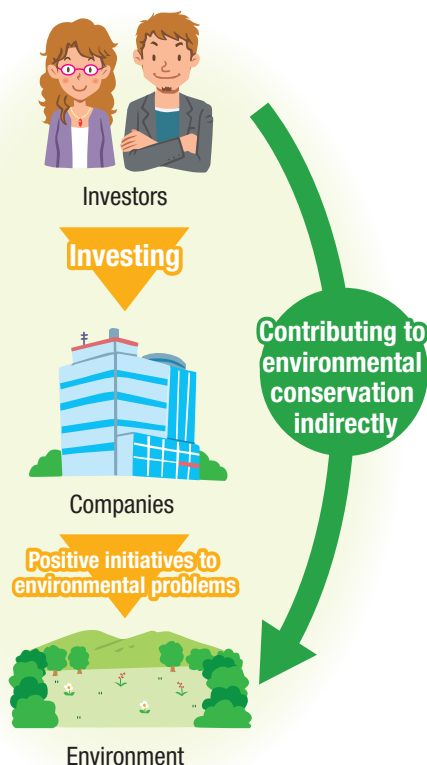 Investors
Investing
Contributing to
environmental
conservation
indirectly
Companies
Positive initiatives to
environmental problems
Environment